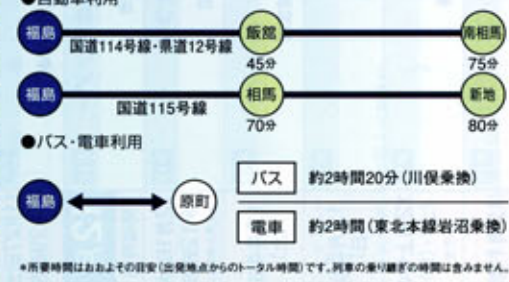 ●自動車利用
福島 飯舘 南相馬
国道114号線・県道12号線
45分 75分
福島 相馬 新地
国道115号線
70分 80分
●バス・電車利用
福島 原町
バス 約2時間20分(川俣乗換)
電車 約2時間(東北本線岩沼乗換)
*所要時間はおおよその目安(出発地点からのトータル時間)です。列車の乗り継ぎの時間は含みません。